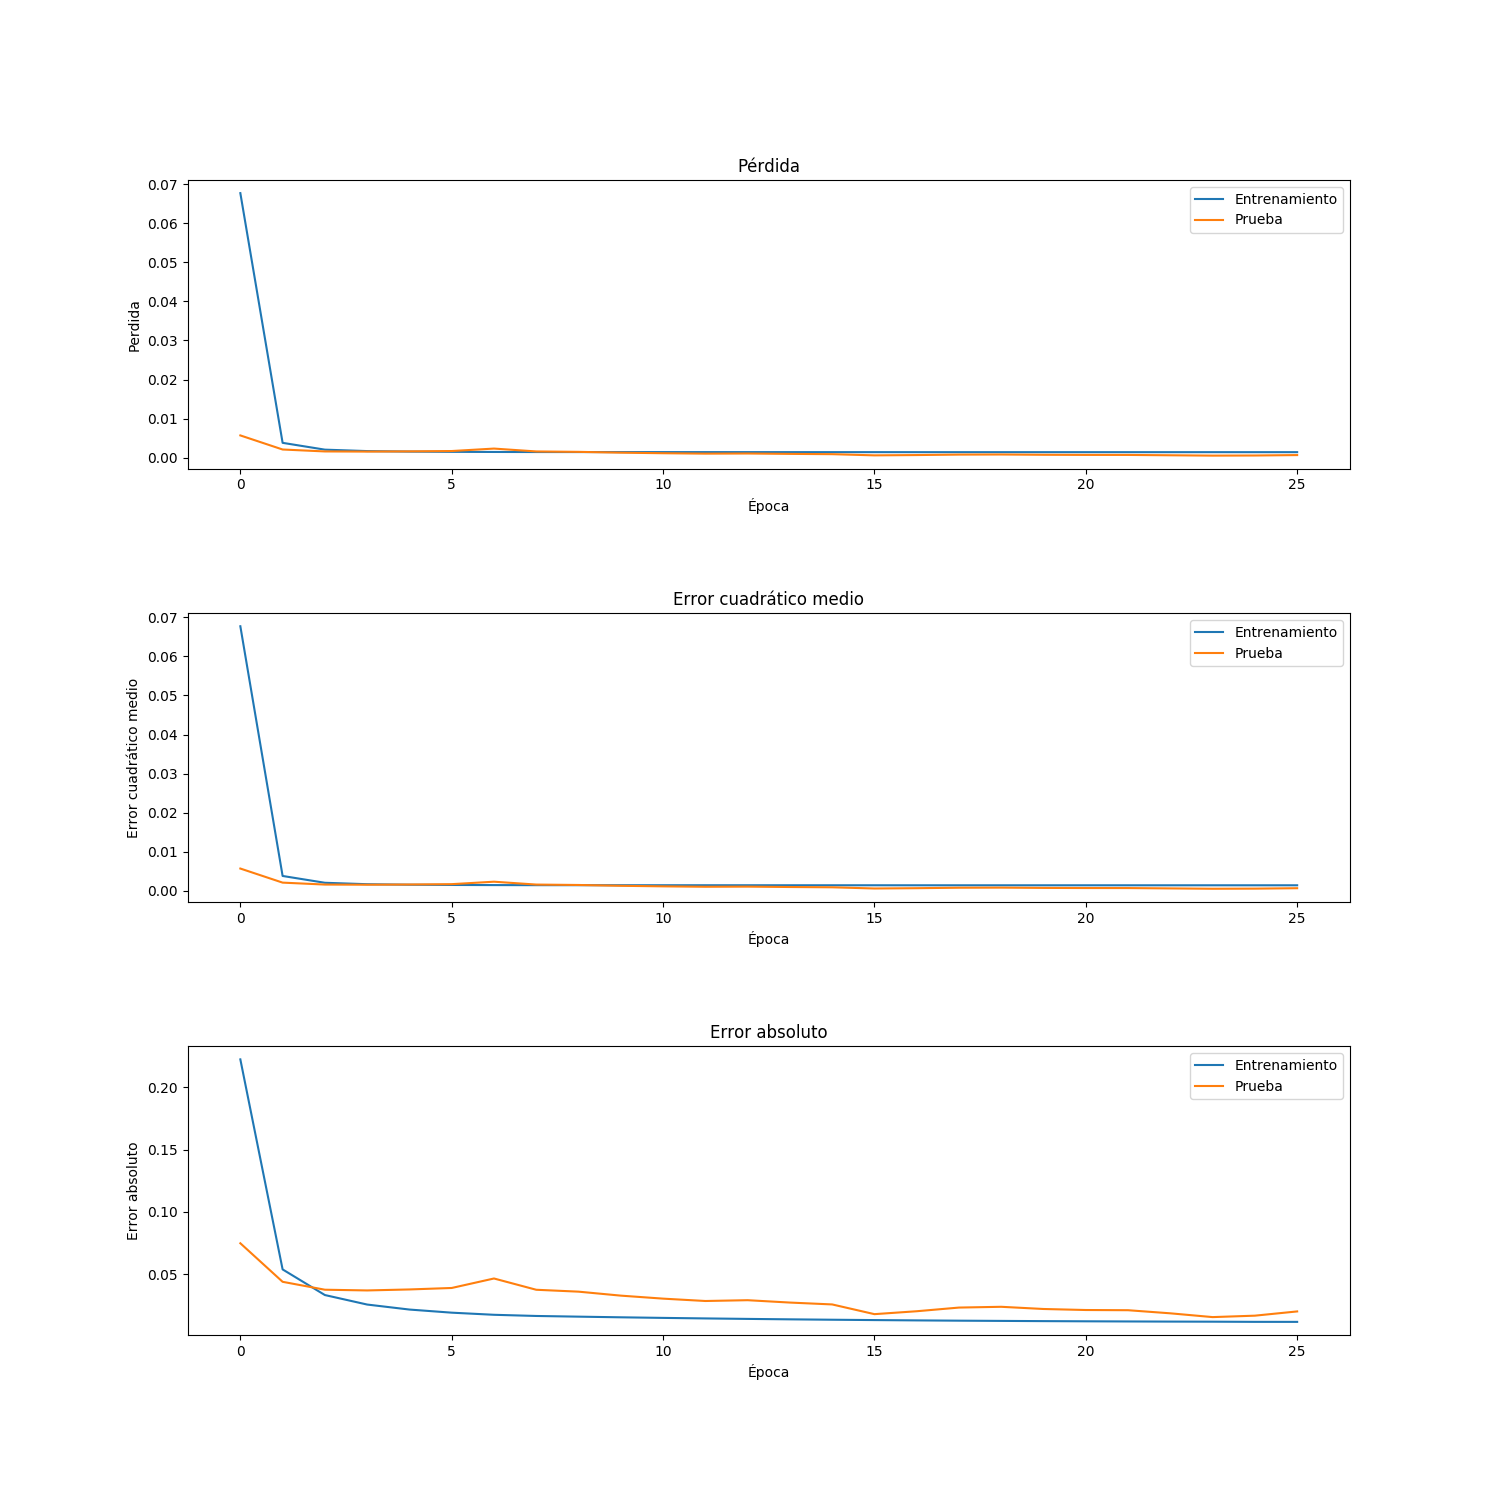 Pérdida
0.07
0.06
0.05
0.04
0.03
0.02
0.01
0.00
Perdida
Entrenamiento
Prueba
0 5 10 15 20 25
Época
Error cuadrático medio
0.07
0.06
0.05
0.04
0.03
0.02
0.01
0.00
Error cuadrático medio
Entrenamiento
Prueba
0 5 10 15 20 25
Época
Error absoluto
0.20
0.15
0.10
0.05
Error absoluto
Entrenamiento
Prueba
0 5 10 15 20 25
Época